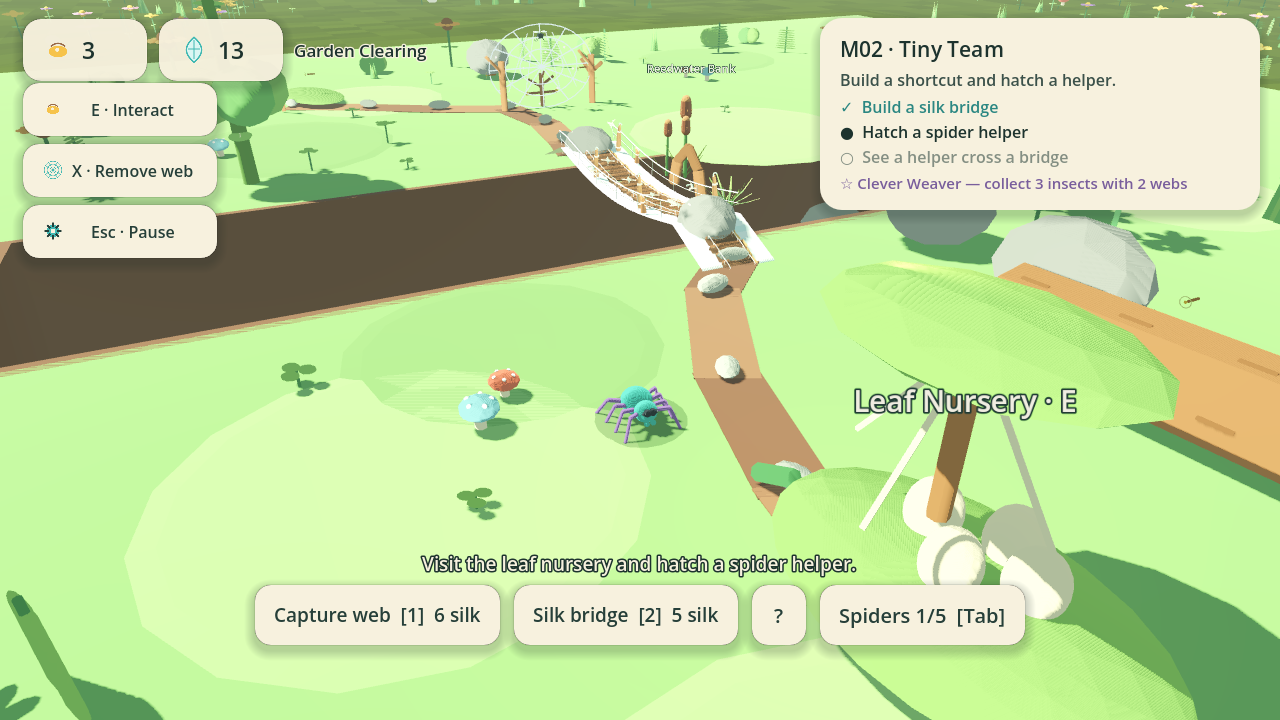 3
13
Garden Clearing
E · Interact
X · Remove web
Esc · Pause
Reedwater Bank
M02 · Tiny Team
Build a shortcut and hatch a helper.
✓ Build a silk bridge
● Hatch a spider helper
○ See a helper cross a bridge
☆ Clever Weaver — collect 3 insects with 2 webs
Leaf Nursery · E
Visit the leaf nursery and hatch a spider helper.
Capture web [1] 6 silk
Silk bridge [2] 5 silk
?
Spiders 1/5 [Tab]